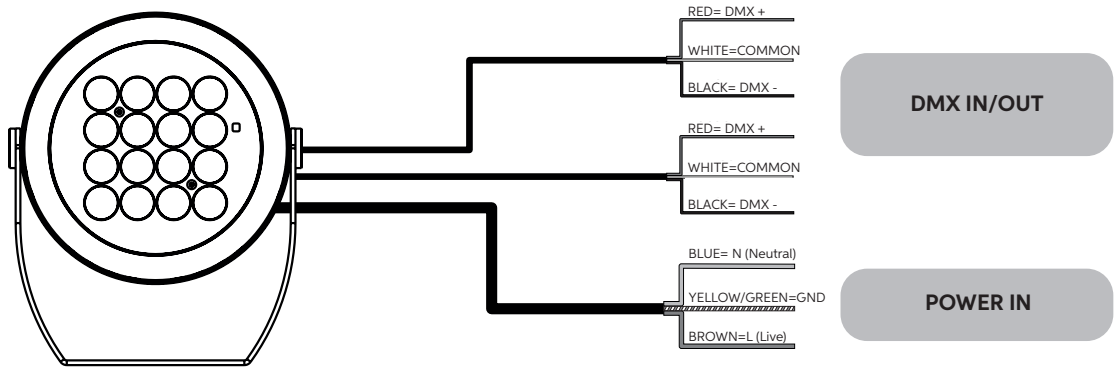 RED= DMX +
WHITE=COMMON
BLACK= DMX -
DMX IN/OUT
RED= DMX +
WHITE=COMMON
BLACK= DMX -
BLUE= N (Neutral)
YELLOW/GREEN=GND
BROWN=L (Live)
POWER IN